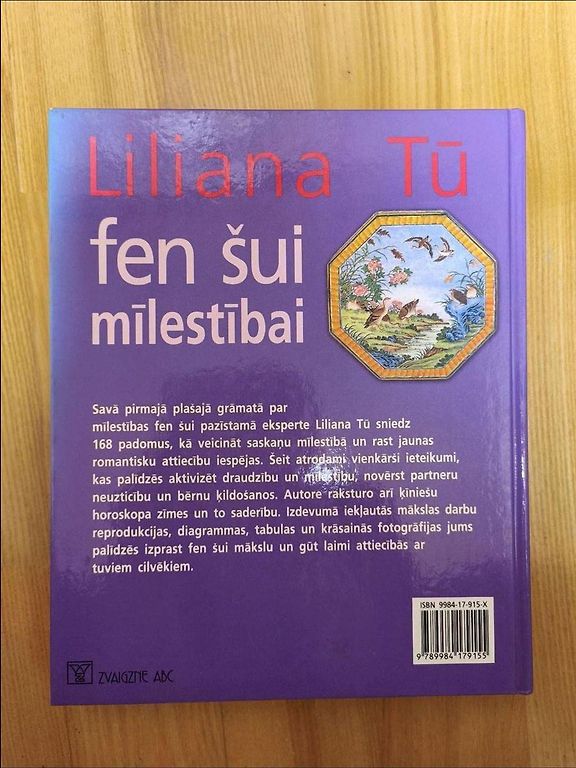 Liliana Tū
fen šui
mīlestībai
Savā pirmajā plašajā grāmatā par
mīlestības fen šui pazīstamā eksperte Liliana Tū sniedz
168 padomus, kā veicināt saskaņu mīlestībā un rast jaunas
romantisku attiecību iespējas. Šeit atrodami vienkārši ieteikumi,
kas palīdzēs aktivizēt draudzību un mīlestību, novērst partneru
neuzticību un bērnu ķildošanos. Autore raksturo arī ķīniešu
horoskopa zīmes un to saderību. Izdevumā iekļautās mākslas darbu
reprodukcijas, diagrammas, tabulas un krāsainās fotogrāfijas jums
palīdzēs izprast fen šui mākslu un gūt laimi attiecībās ar
tuviem cilvēkiem.
ISBN 9984-17-915-X
9 789984 179155
ZVAIGZNE ABC